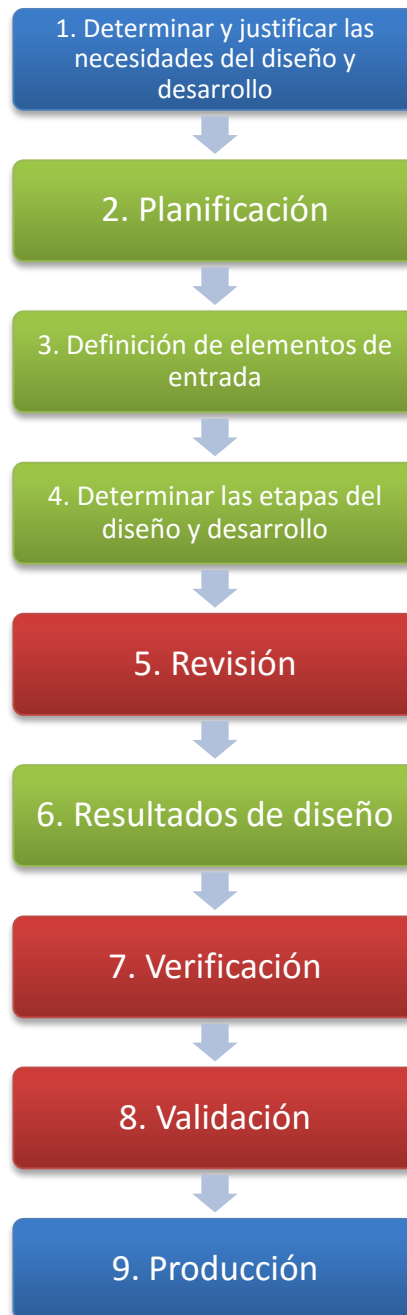 1. Determinar y justificar las
necesidades del diseño y
desarrollo
2. Planificación
3. Definición de elementos de
entrada
4. Determinar las etapas del
diseño y desarrollo
5. Revisión
6. Resultados de diseño
7. Verificación
8. Validación
9. Producción